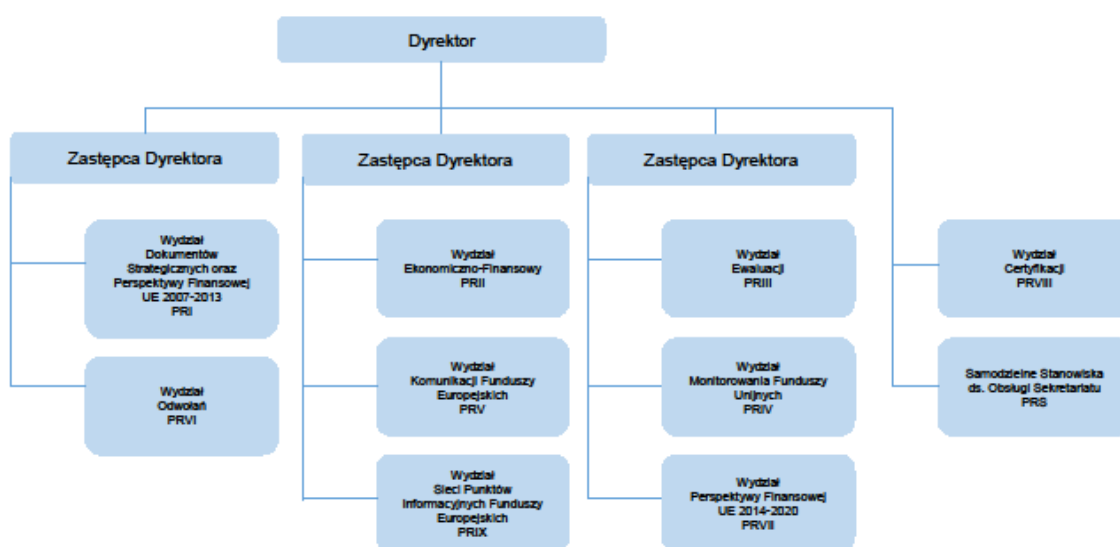 Dyrektor
Zastępca Dyrektora
Zastępca Dyrektora
Zastępca Dyrektora
Wydział
Dokumentów
Strategicznych oraz
Perspektywy Finansowej
UE 2007-2013
PRI
Wydział
Ekonomiczno-Finansowy
PRII
Wydział
Ewaluacji
PRIII
Wydział
Certyfikacji
PRVIII
Wydział
Odwołań
PRVI
Wydział
Komunikacji Funduszy
Europejskich
PRV
Wydział
Monitorowania Funduszy
Unijnych
PRIV
Samodzielne Stanowiska
ds. Obsługi Sekretariatu
PRS
Wydział
Sieci Punktów
Informacyjnych Funduszy
Europejskich
PRIX
Wydział
Perspektywy Finansowej
UE 2014-2020
PRVII